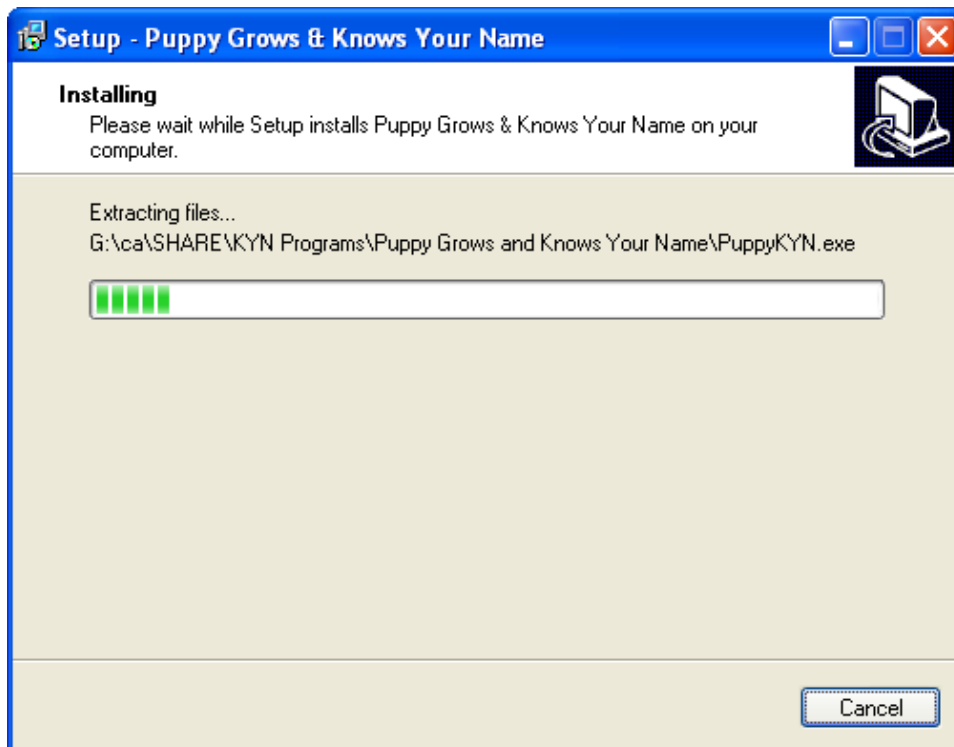 Setup - Puppy Grows & Knows Your Name
Installing
Please wait while Setup installs Puppy Grows & Knows Your Name on your
computer.
Extracting files...
G:\ca\SHARE\KYN Programs\Puppy Grows and Knows Your Name\PuppyKYN.exe
Cancel